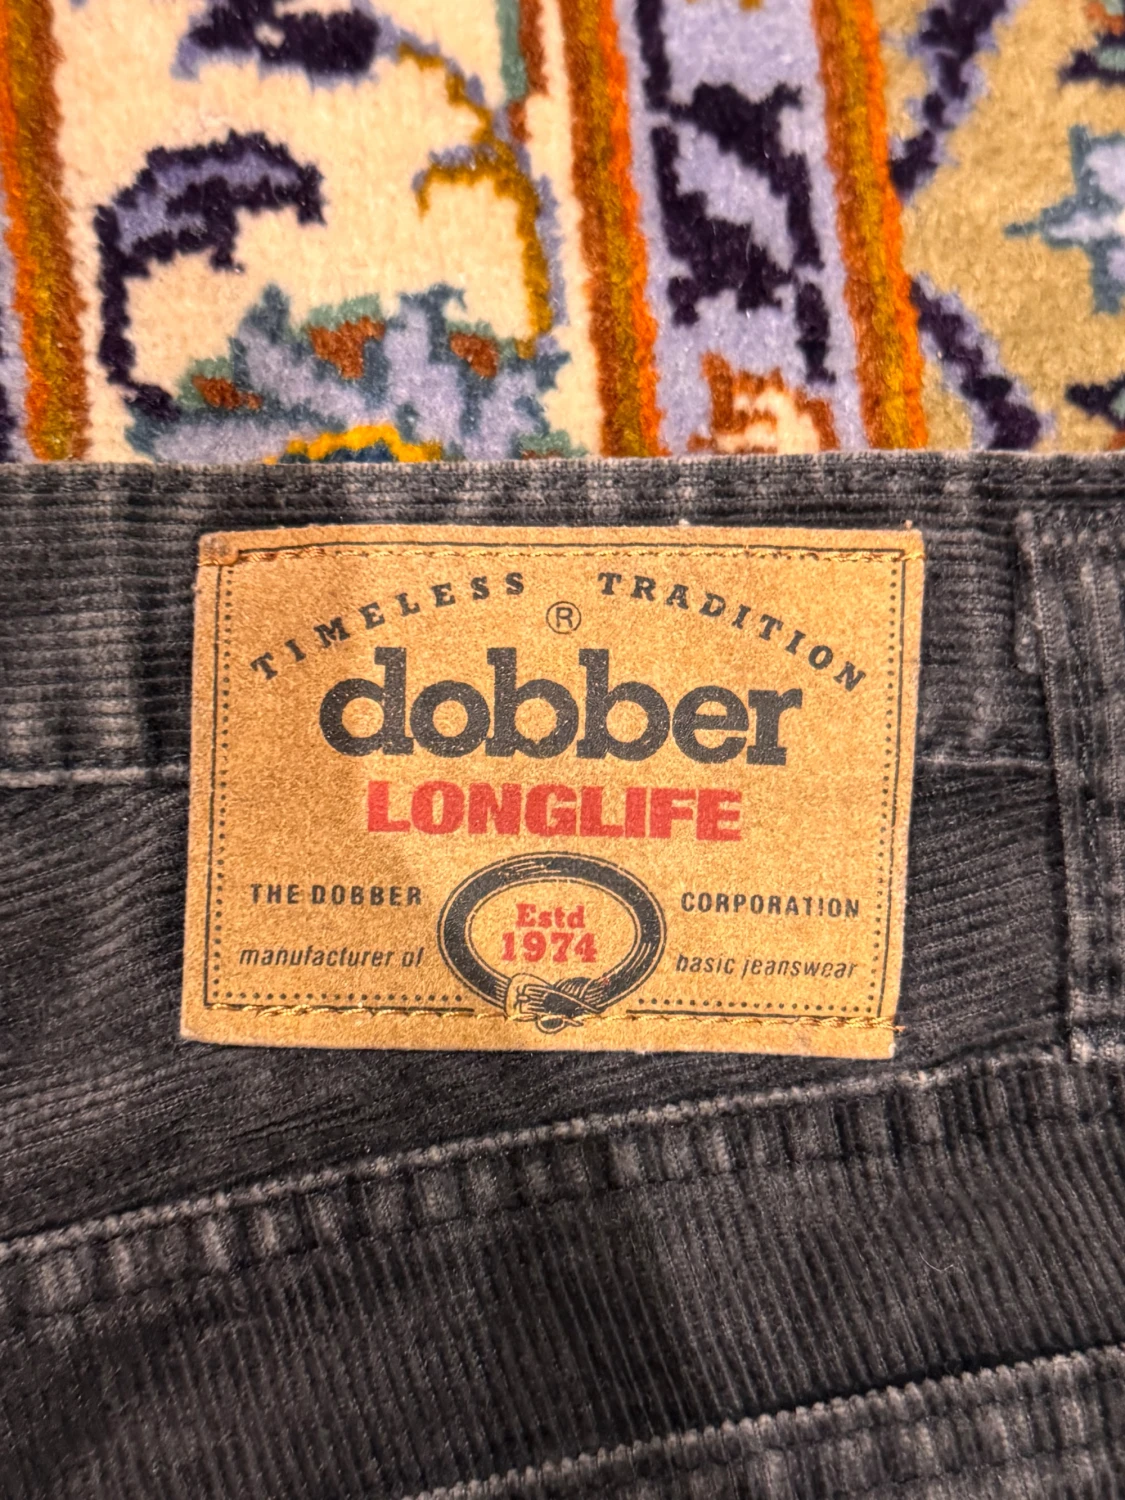 TIMELESS TRADITION
®
dobber
LONGLIFE
THE DOBBER CORPORATION
Estd
1974
manufacturer of basic jeanswear